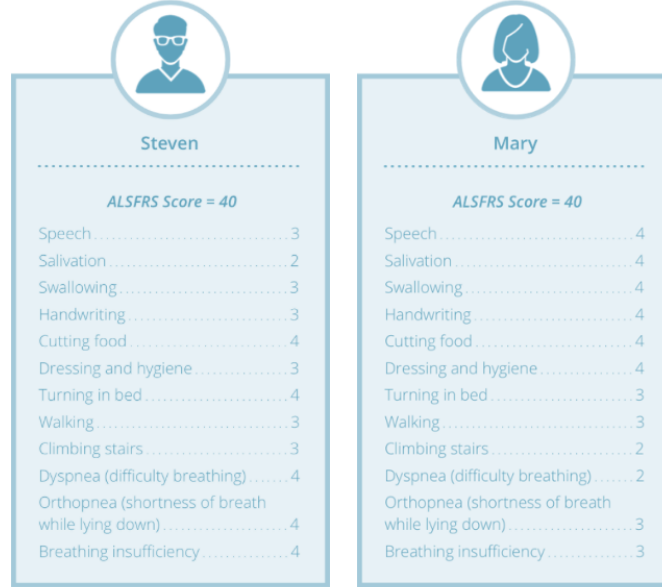 Steven
ALSFRS Score = 40
Speech 3
Salivation 2
Swallowing 3
Handwriting 3
Cutting food 4
Dressing and hygiene 3
Turning in bed 4
Walking 3
Climbing stairs 3
Dyspnea (difficulty breathing) 4
Orthopnea (shortness of breath
while lying down) 4
Breathing insufficiency 4
Mary
ALSFRS Score = 40
Speech 4
Salivation 4
Swallowing 4
Handwriting 4
Cutting food 4
Dressing and hygiene 4
Turning in bed 3
Walking 3
Climbing stairs 2
Dyspnea (difficulty breathing) 2
Orthopnea (shortness of breath
while lying down) 3
Breathing insufficiency 3